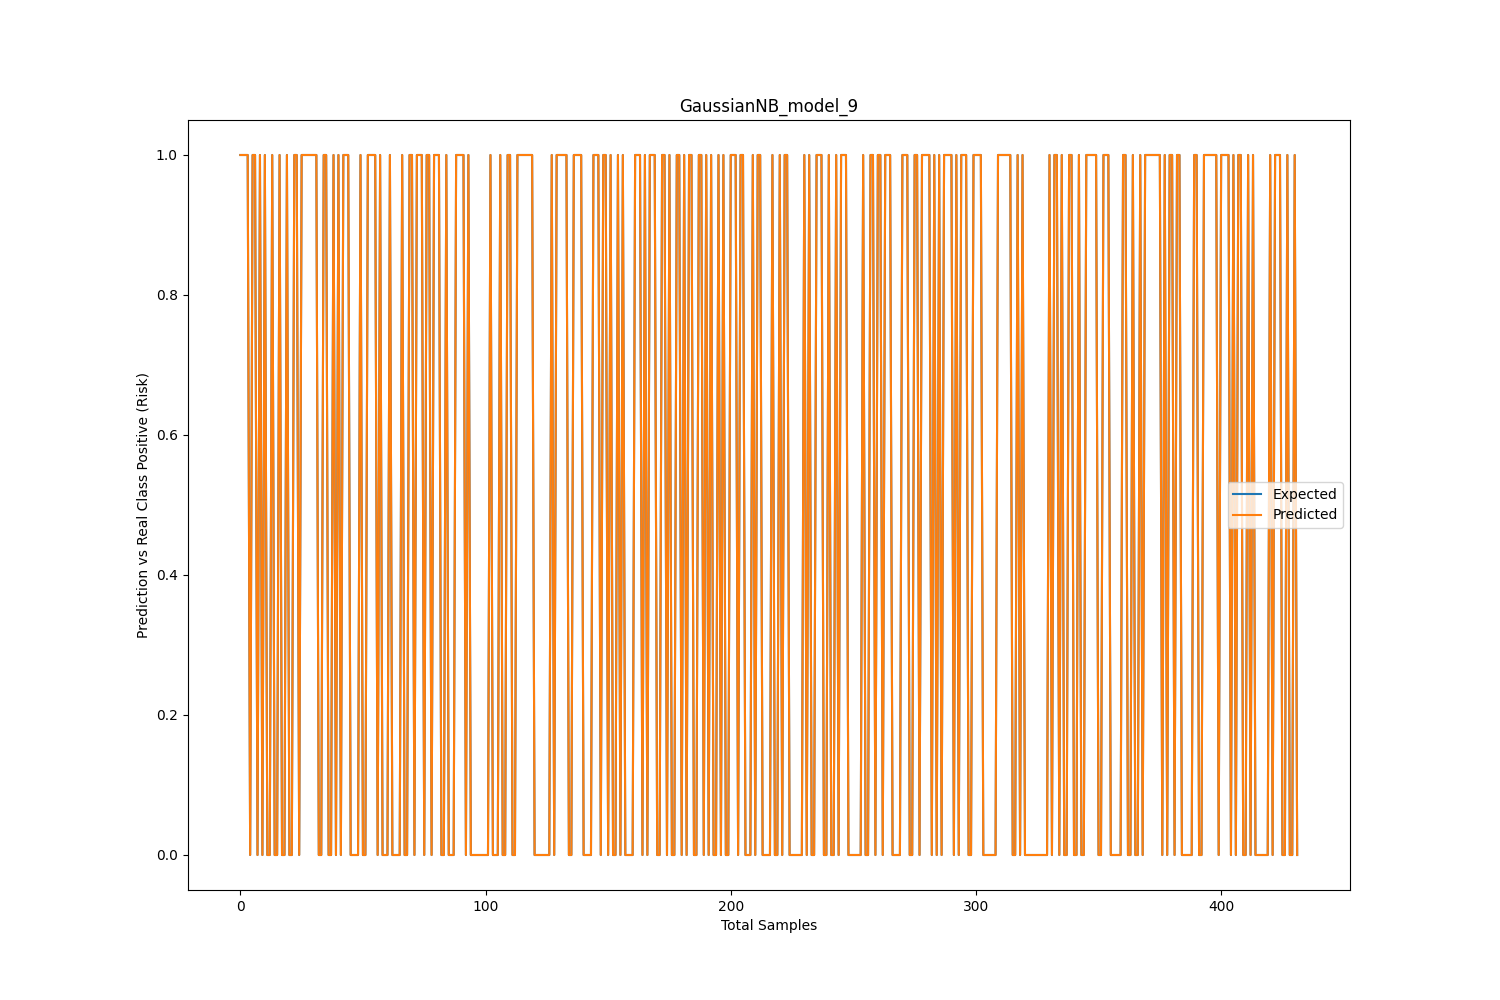 GaussianNB_model_9
1.0
0.8
0.6
0.4
0.2
0.0
Prediction vs Real Class Positive (Risk)
Expected
Predicted
0 100 200 300 400
Total Samples